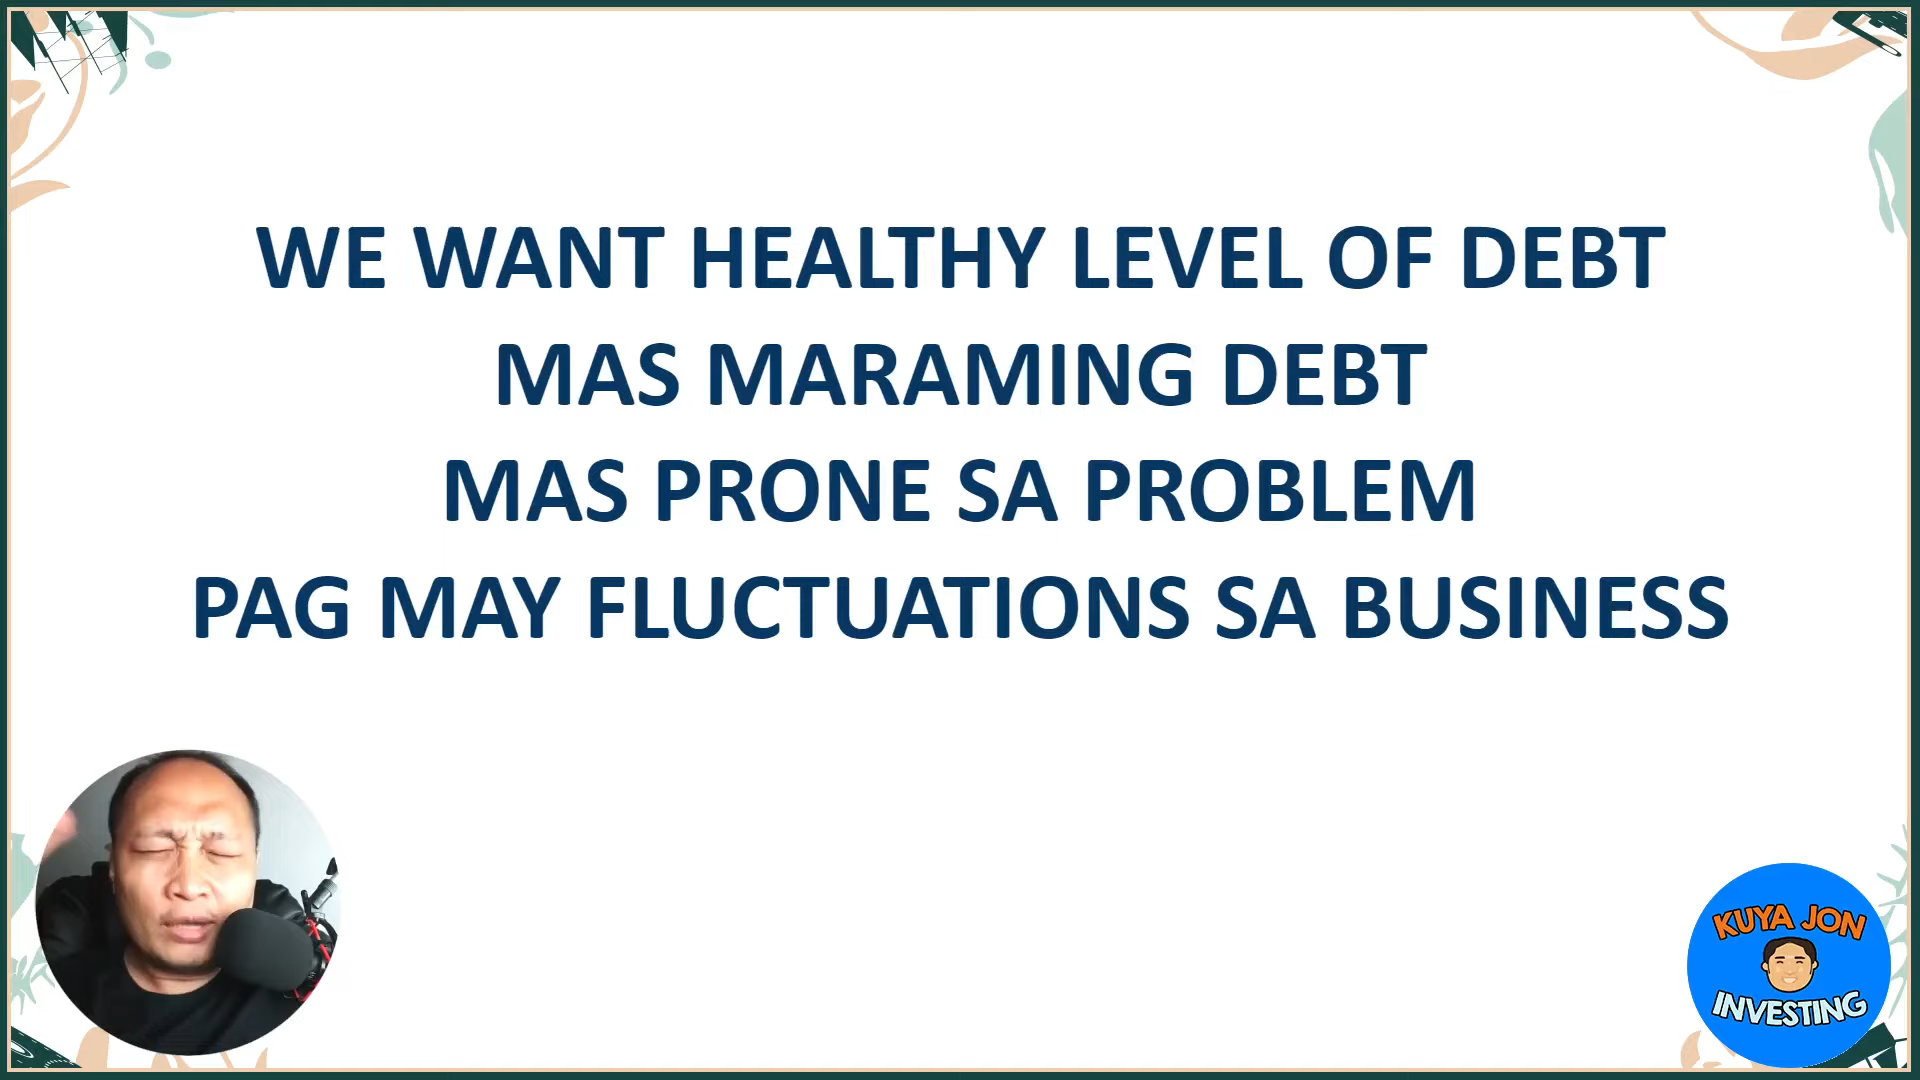 WE WANT HEALTHY LEVEL OF DEBT
MAS MARAMING DEBT
MAS PRONE SA PROBLEM
PAG MAY FLUCTUATIONS SA BUSINESS
KUYA JON
INVESTING